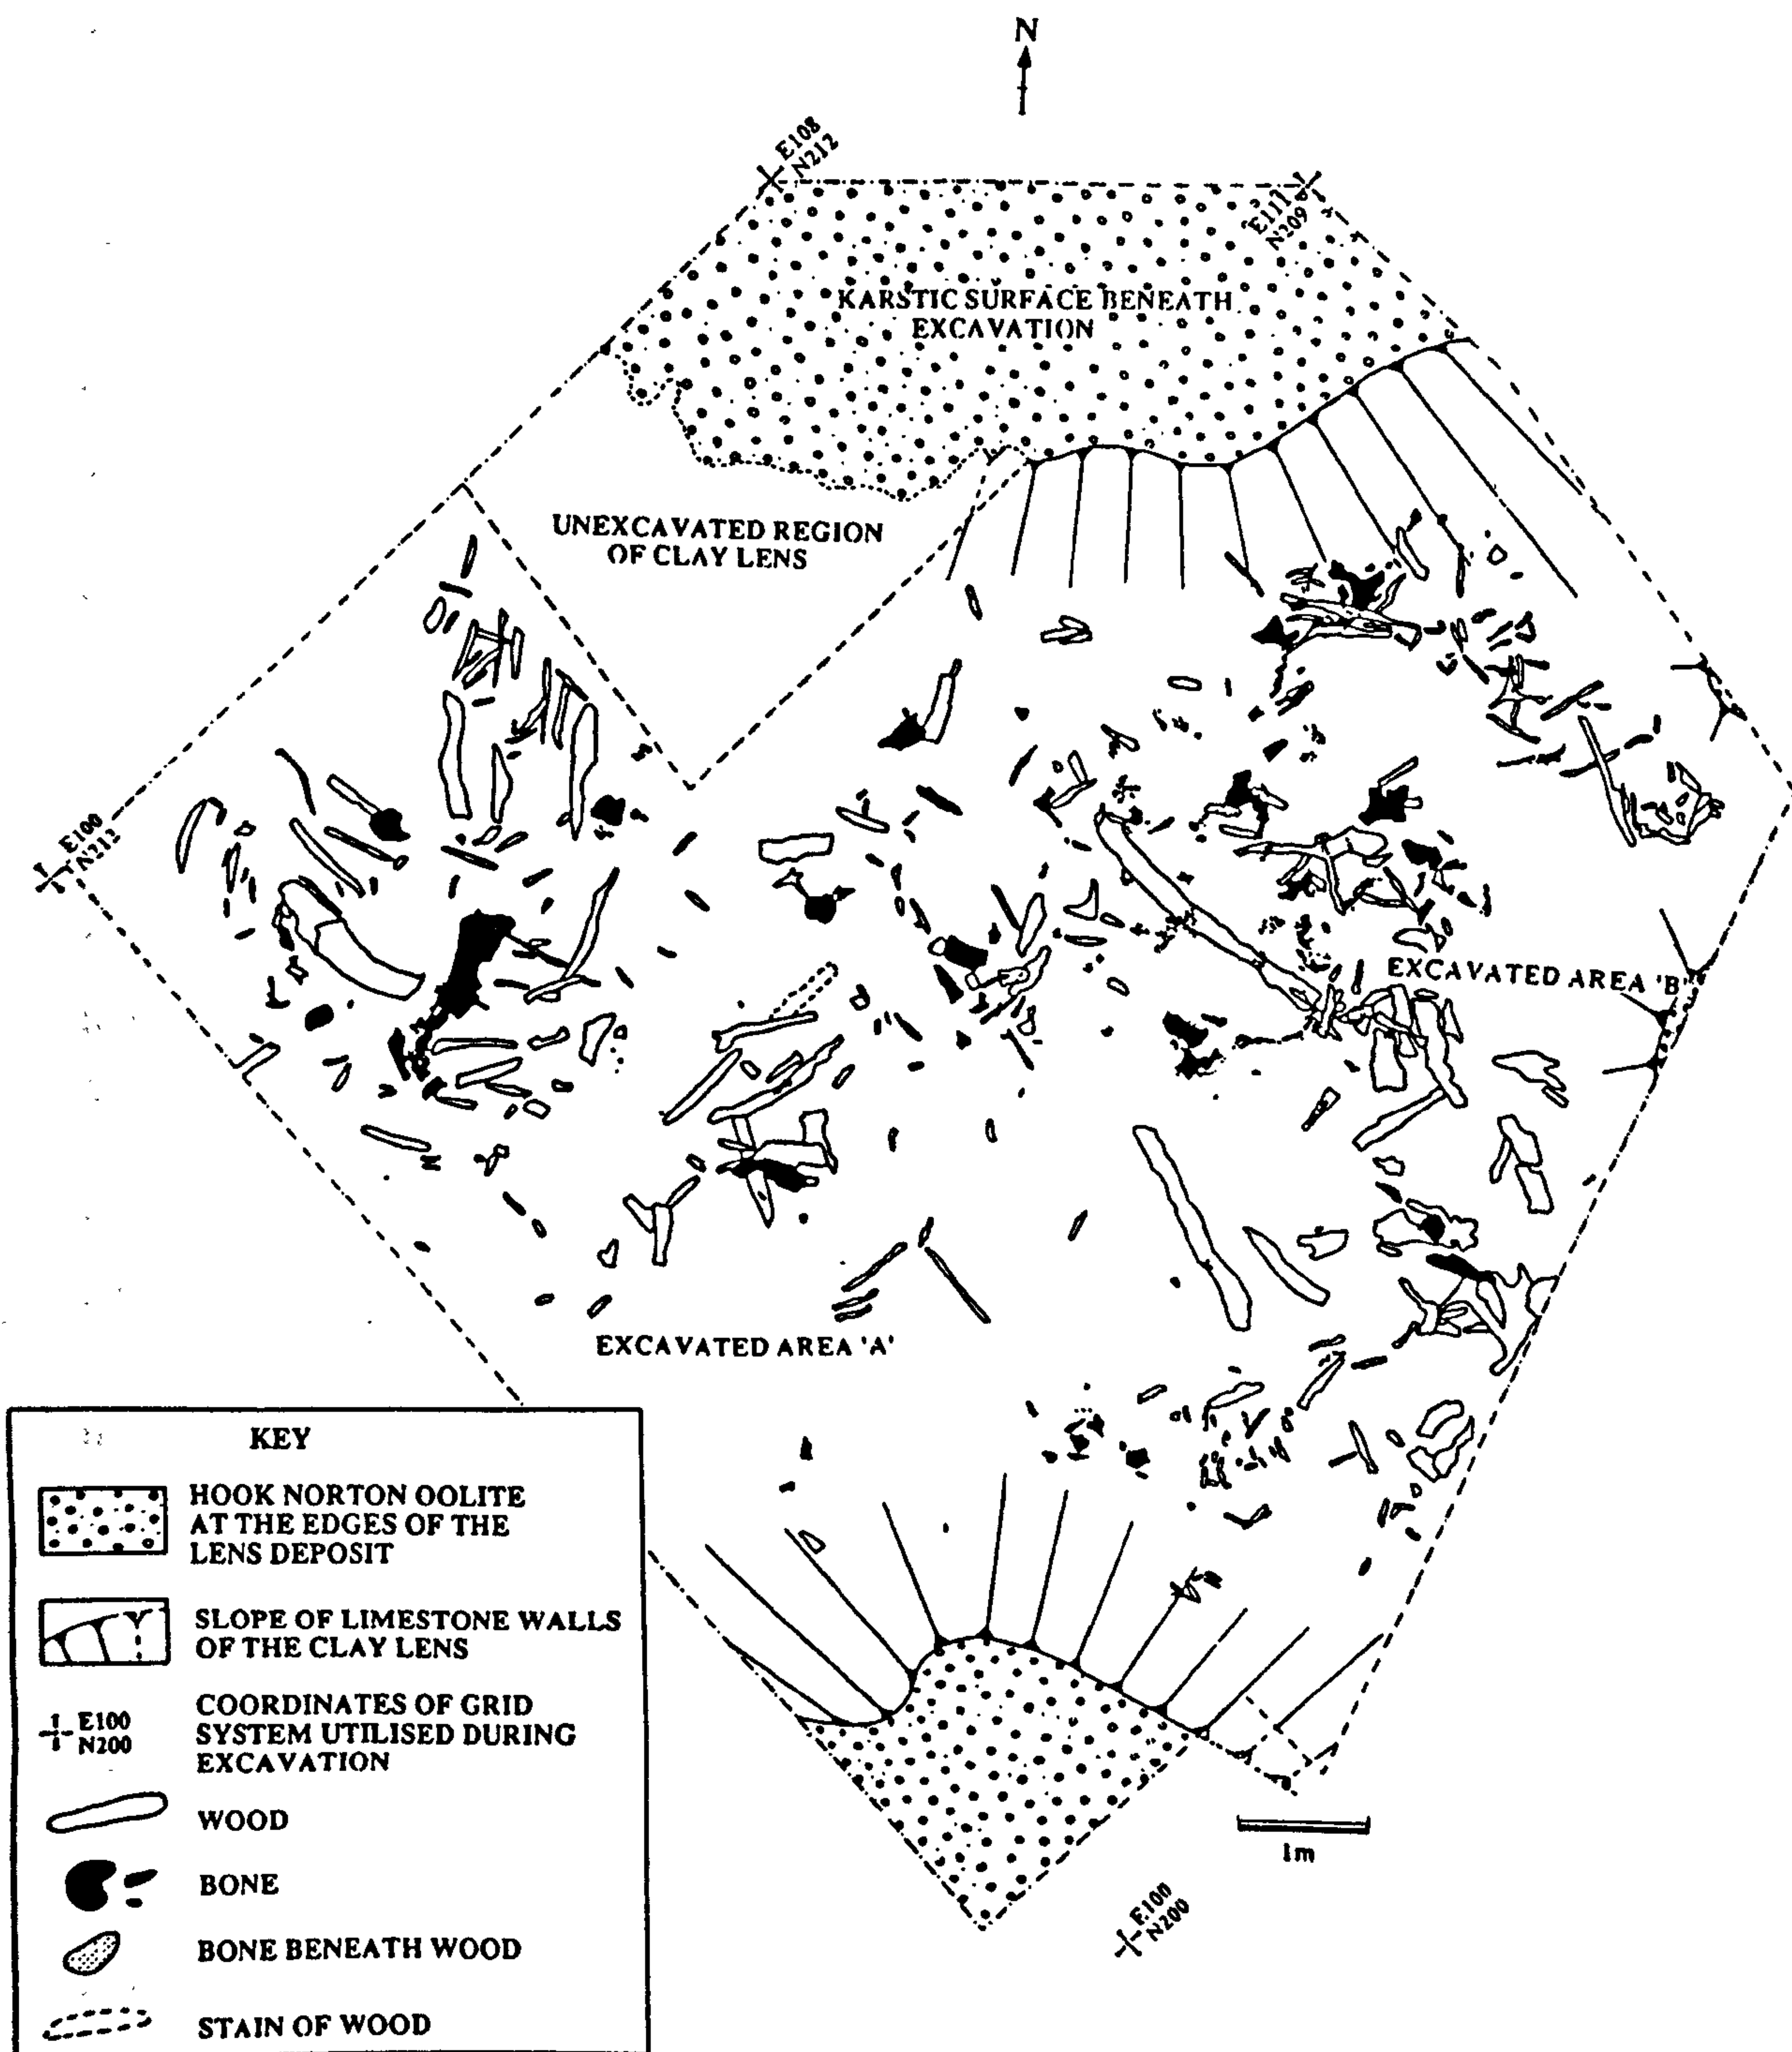 N
E108
N212
E111
N209
KARSTIC SURFACE BENEATH
EXCAVATION
UNEXCAVATED REGION
OF CLAY LENS
E100
N212
EXCAVATED AREA 'B'
EXCAVATED AREA 'A'
KEY
HOOK NORTON OOLITE
AT THE EDGES OF THE
LENS DEPOSIT
SLOPE OF LIMESTONE WALLS
OF THE CLAY LENS
E100
N200
COORDINATES OF GRID
SYSTEM UTILISED DURING
EXCAVATION
WOOD
BONE
BONE BENEATH WOOD
STAIN OF WOOD
1m
E100
N200